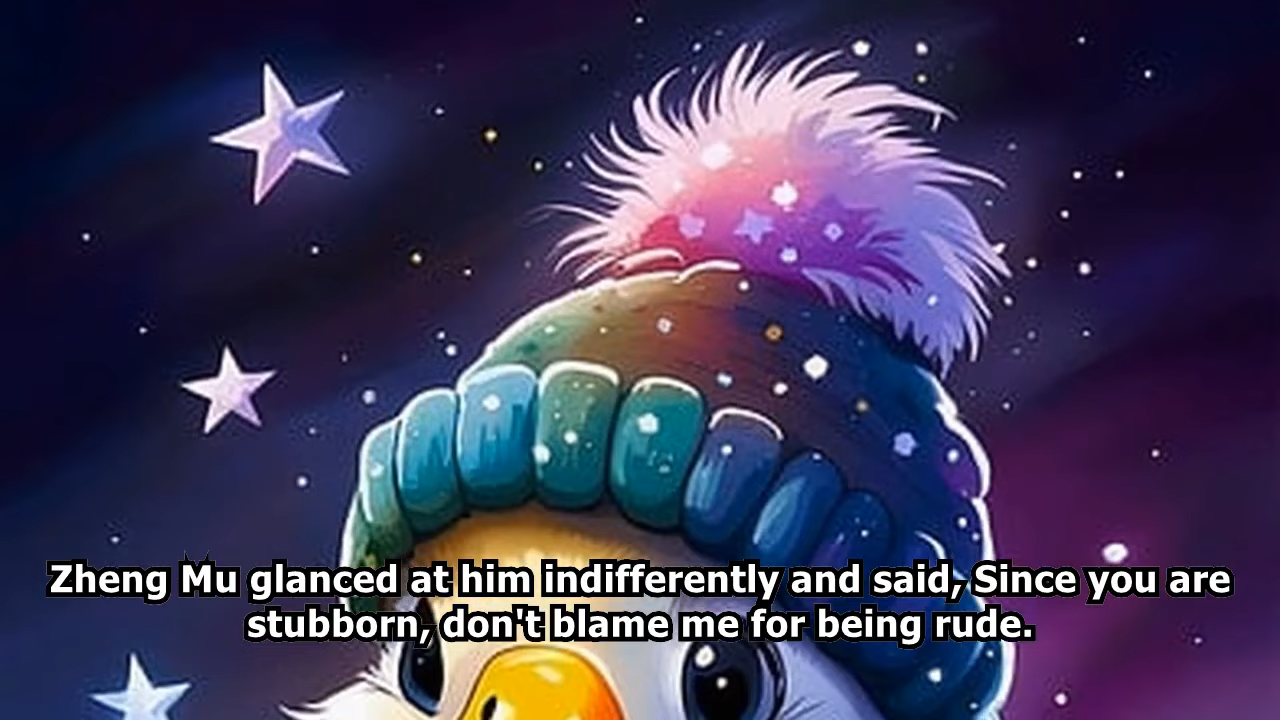 Zheng Mu glanced at him indifferently and said, Since you are
stubborn, don't blame me for being rude.